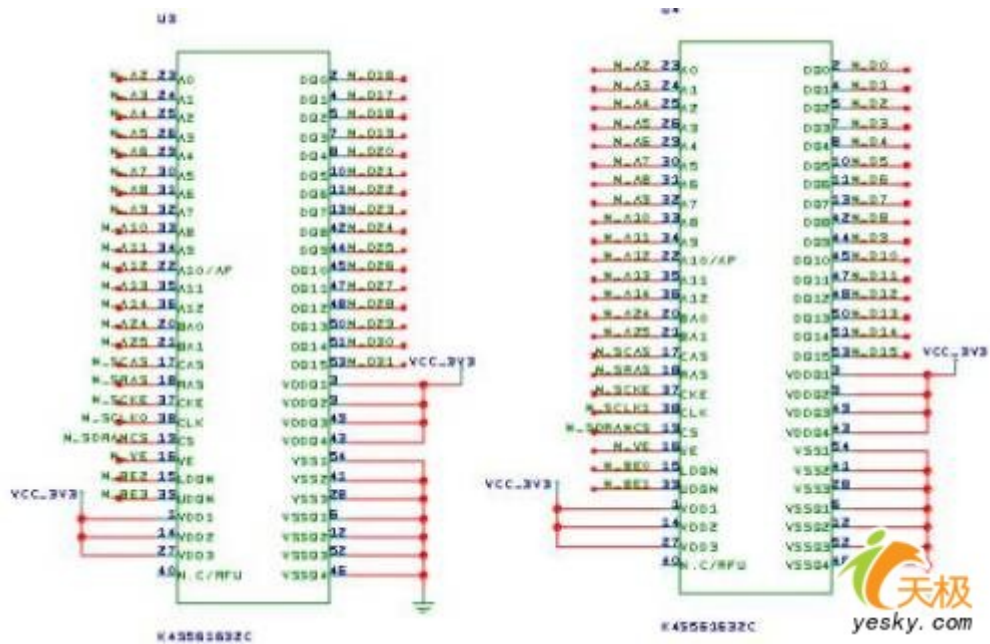 U3
N_A2 23 A0 DQ0 2 N_D16
N_A3 24 A1 DQ1 4 N_D17
N_A4 25 A2 DQ2 5 N_D18
N_A5 26 A3 DQ3 7 N_D19
N_A6 29 A4 DQ4 8 N_D20
N_A7 30 A5 DQ5 10 N_D21
N_A8 31 A6 DQ6 11 N_D22
N_A9 32 A7 DQ7 13 N_D23
N_A10 33 A8 DQ8 42 N_D24
N_A11 34 A9 DQ9 44 N_D25
N_A12 22 A10/AP DQ10 45 N_D26
N_A13 35 A11 DQ11 47 N_D27
N_A14 36 A12 DQ12 48 N_D28
N_A24 20 BA0 DQ13 50 N_D29
N_A25 21 BA1 DQ14 51 N_D30
N_SCAS 17 CAS DQ15 53 N_D31 VCC_3V3
N_SRAS 18 RAS VDDQ1 3
N_SCKE 37 CKE VDDQ2 9
N_SCLK0 38 CLK VDDQ3 49
N_SDRAMCS 19 CS VDDQ4 43
N_WE 16 WE VSS1 54
N_BE2 15 LDQM VSS2 41
VCC_3V3 N_BE3 39 UDQM VSS3 28
1 VDD1 VSSQ1 6
14 VDD2 VSSQ2 12
27 VDD3 VSSQ3 52
40 N.C/RFU VSSQ4 46
K4S561632C
U4
N_A2 23 A0 DQ0 2 N_D0
N_A3 24 A1 DQ1 4 N_D1
N_A4 25 A2 DQ2 5 N_D2
N_A5 26 A3 DQ3 7 N_D3
N_A6 29 A4 DQ4 8 N_D4
N_A7 30 A5 DQ5 10 N_D5
N_A8 31 A6 DQ6 11 N_D6
N_A9 32 A7 DQ7 13 N_D7
N_A10 33 A8 DQ8 42 N_D8
N_A11 34 A9 DQ9 44 N_D9
N_A12 22 A10/AP DQ10 45 N_D10
N_A13 35 A11 DQ11 47 N_D11
N_A14 36 A12 DQ12 48 N_D12
N_A24 20 BA0 DQ13 50 N_D13
N_A25 21 BA1 DQ14 51 N_D14
N_SCAS 17 CAS DQ15 53 N_D15 VCC_3V3
N_SRAS 18 RAS VDDQ1 3
N_SCKE 37 CKE VDDQ2 9
N_SCLK1 38 CLK VDDQ3 49
N_SDRAMCS 19 CS VDDQ4 43
N_WE 16 WE VSS1 54
N_BE0 15 LDQM VSS2 41
VCC_3V3 N_BE1 39 UDQM VSS3 28
1 VDD1 VSSQ1 6
14 VDD2 VSSQ2 12
27 VDD3 VSSQ3 52
40 N.C/RFU VSSQ4
K4S561632C
天极
yesky.com